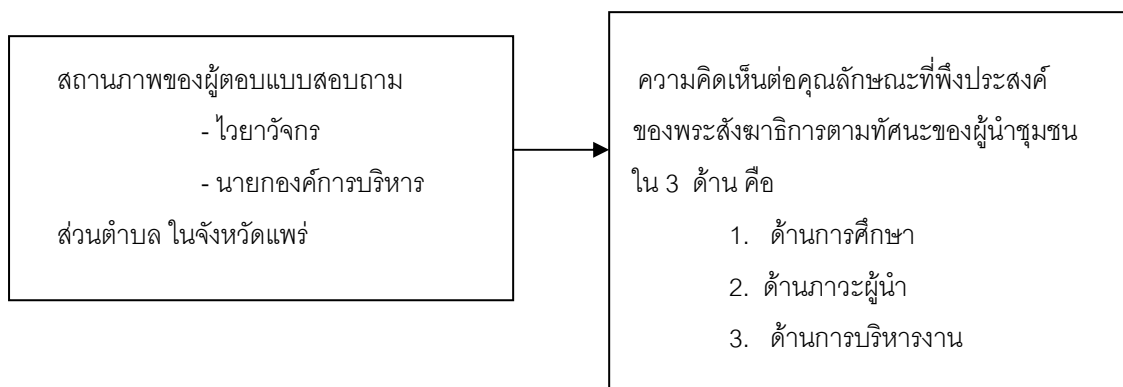 สถานภาพของผู้ตอบแบบสอบถาม
- ไวยาวัจกร
- นายกองค์การบริหาร
ส่วนตำบล ในจังหวัดแพร่
ความคิดเห็นต่อคุณลักษณะที่พึงประสงค์
ของพระสังฆาธิการตามทัศนะของผู้นำชุมชน
ใน 3 ด้าน คือ
1. ด้านการศึกษา
2. ด้านภาวะผู้นำ
3. ด้านการบริหารงาน